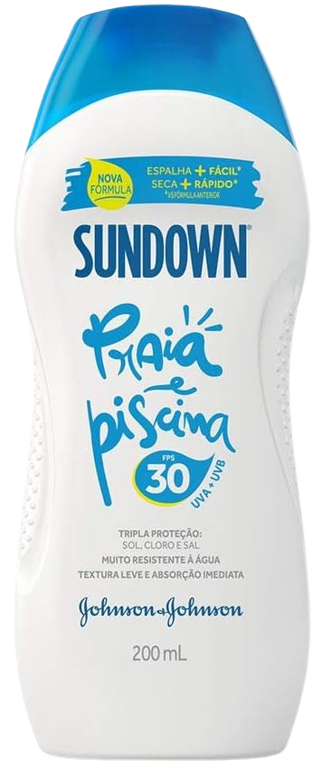 NOVA
FÓRMULA
ESPALHA + FÁCIL*
SECA + RÁPIDO*
*VS FÓRMULA ANTERIOR
SUNDOWN®
PRAIA
e
piscina
FPS
30
UVA + UVB
TRIPLA PROTEÇÃO:
SOL, CLORO E SAL
MUITO RESISTENTE À ÁGUA
TEXTURA LEVE E ABSORÇÃO IMEDIATA
Johnson & Johnson
200 mL